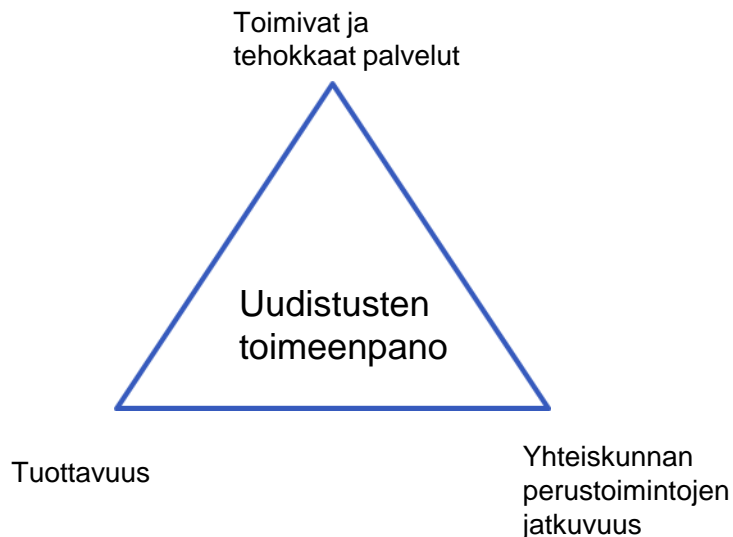 Toimivat ja
tehokkaat palvelut
Uudistusten
toimeenpano
Tuottavuus
Yhteiskunnan
perustoimintojen
jatkuvuus